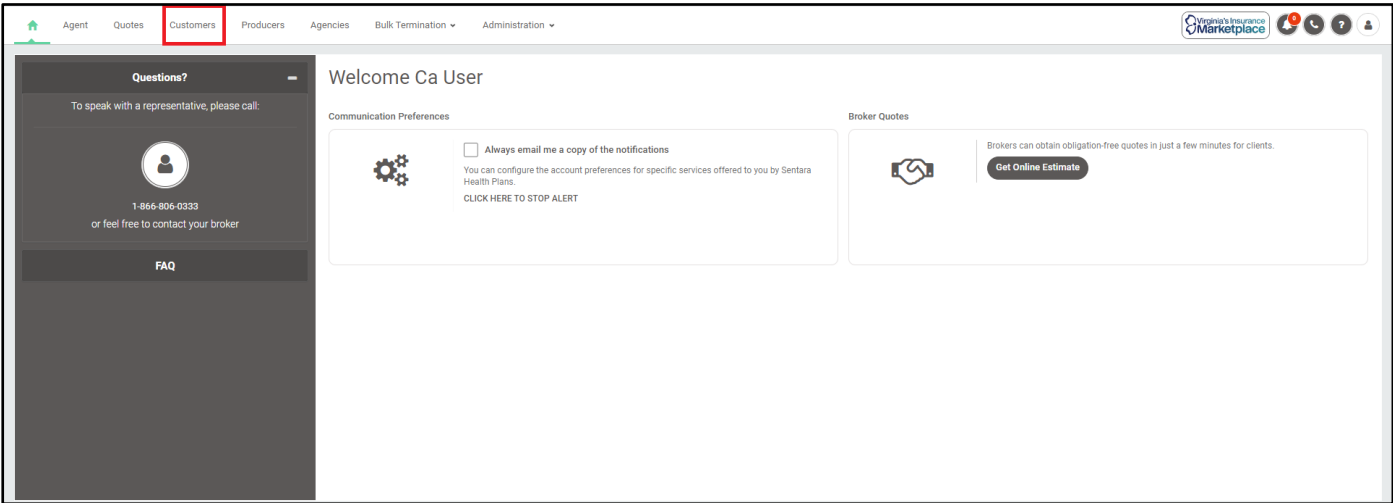 Agent Quotes Customers Producers Agencies Bulk Termination Administration
Virginia's Insurance
Marketplace
0
?
Questions?
To speak with a representative, please call:
1-866-806-0333
or feel free to contact your broker
FAQ
Welcome Ca User
Communication Preferences
Always email me a copy of the notifications
You can configure the account preferences for specific services offered to you by Sentara
Health Plans.
CLICK HERE TO STOP ALERT
Broker Quotes
Brokers can obtain obligation-free quotes in just a few minutes for clients.
Get Online Estimate